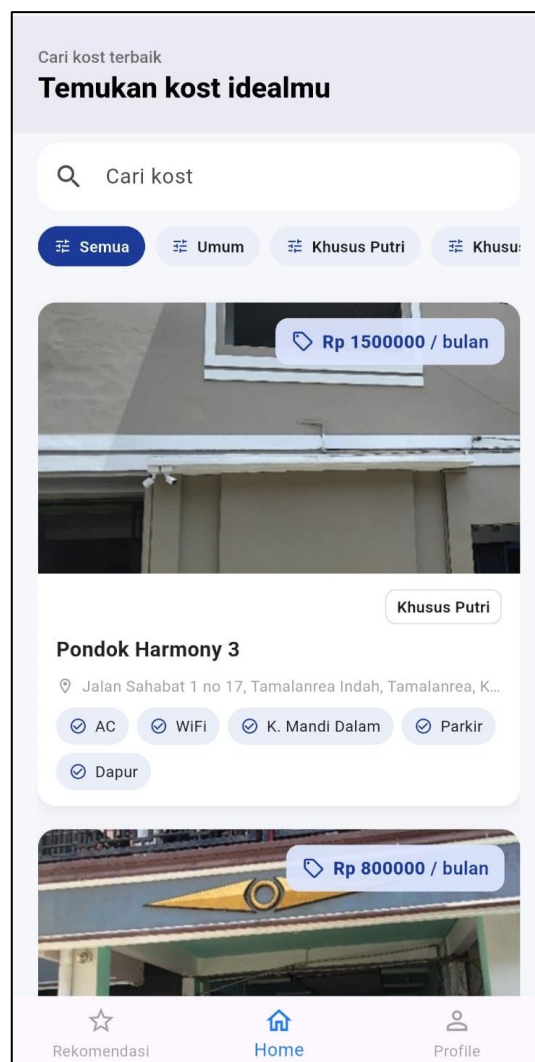 Cari kost terbaik
Temukan kost idealmu
Cari kost
Semua
Umum
Khusus Putri
Khusu
Rp 1500000 / bulan
Khusus Putri
Pondok Harmony 3
Jalan Sahabat 1 no 17, Tamalanrea Indah, Tamalanrea, K...
AC
WiFi
K. Mandi Dalam
Parkir
Dapur
Rp 800000 / bulan
Rekomendasi
Home
Profile